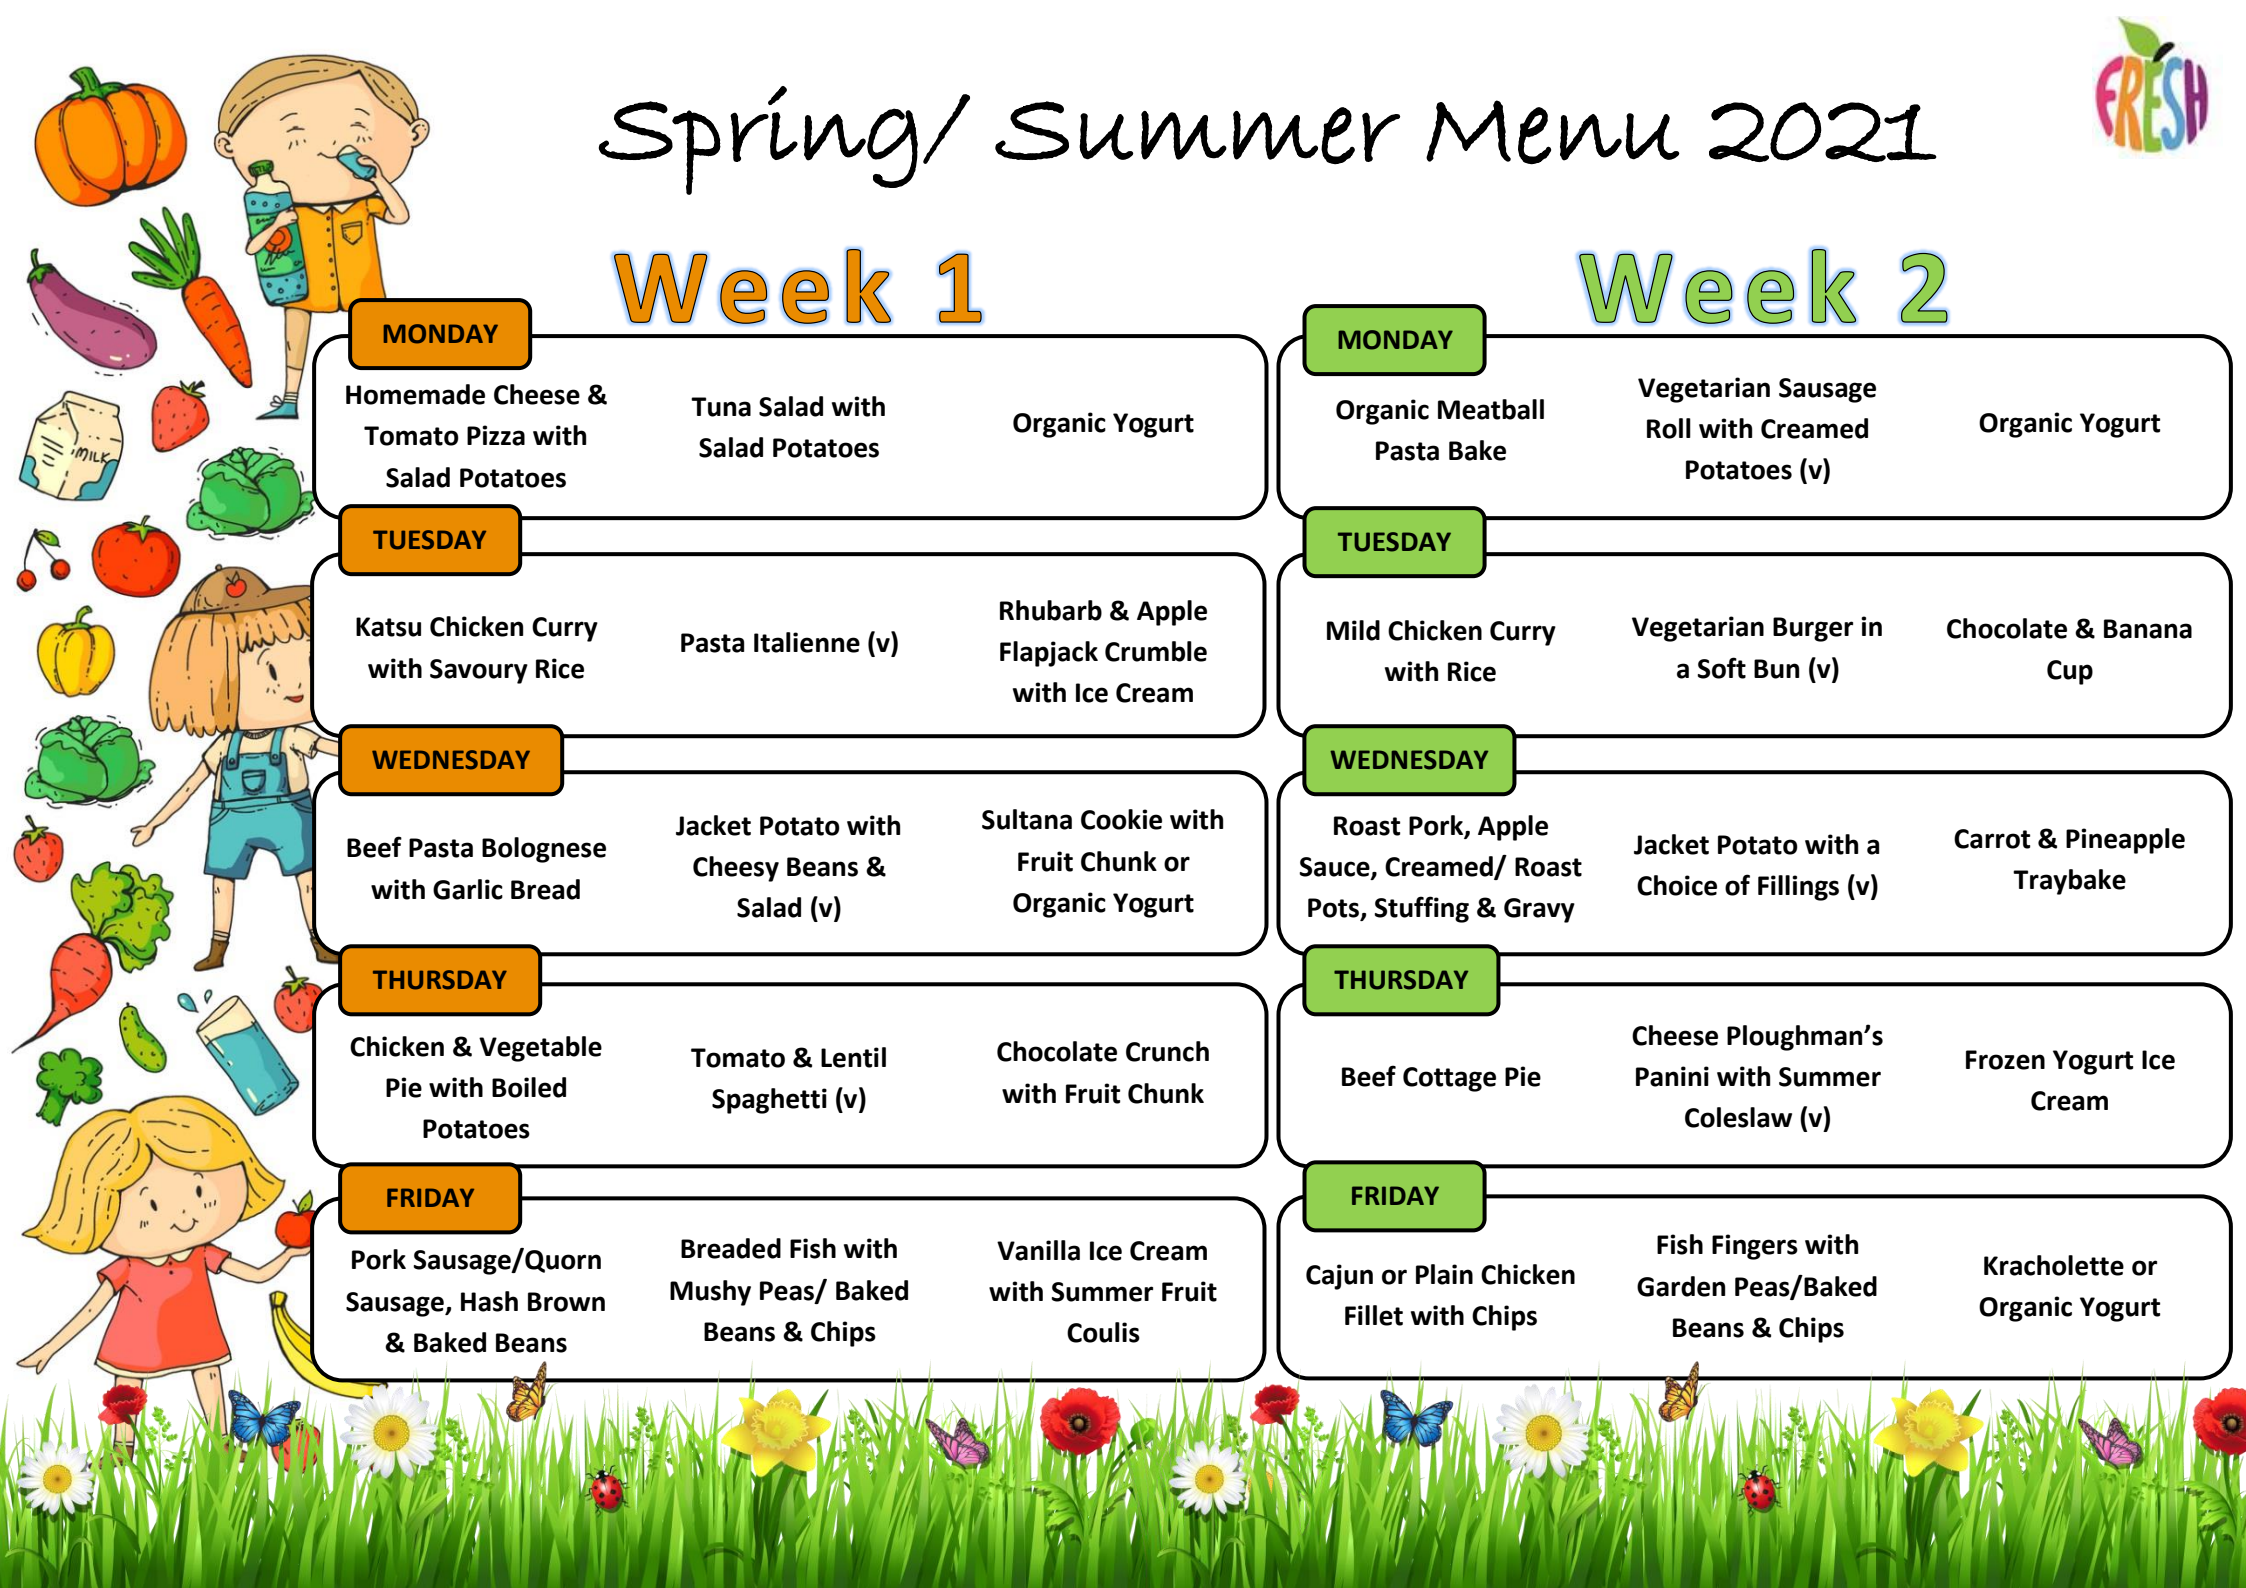 FRESH
Spring/ Summer Menu 2021
Week 1
MONDAY
Homemade Cheese &
Tomato Pizza with
Salad Potatoes
Tuna Salad with
Salad Potatoes
Organic Yogurt
TUESDAY
Katsu Chicken Curry
with Savoury Rice
Pasta Italienne (v)
Rhubarb & Apple
Flapjack Crumble
with Ice Cream
WEDNESDAY
Beef Pasta Bolognese
with Garlic Bread
Jacket Potato with
Cheesy Beans &
Salad (v)
Sultana Cookie with
Fruit Chunk or
Organic Yogurt
THURSDAY
Chicken & Vegetable
Pie with Boiled
Potatoes
Tomato & Lentil
Spaghetti (v)
Chocolate Crunch
with Fruit Chunk
FRIDAY
Pork Sausage/Quorn
Sausage, Hash Brown
& Baked Beans
Breaded Fish with
Mushy Peas/ Baked
Beans & Chips
Vanilla Ice Cream
with Summer Fruit
Coulis
Week 2
MONDAY
Organic Meatball
Pasta Bake
Vegetarian Sausage
Roll with Creamed
Potatoes (v)
Organic Yogurt
TUESDAY
Mild Chicken Curry
with Rice
Vegetarian Burger in
a Soft Bun (v)
Chocolate & Banana
Cup
WEDNESDAY
Roast Pork, Apple
Sauce, Creamed/ Roast
Pots, Stuffing & Gravy
Jacket Potato with a
Choice of Fillings (v)
Carrot & Pineapple
Traybake
THURSDAY
Beef Cottage Pie
Cheese Ploughman’s
Panini with Summer
Coleslaw (v)
Frozen Yogurt Ice
Cream
FRIDAY
Cajun or Plain Chicken
Fillet with Chips
Fish Fingers with
Garden Peas/Baked
Beans & Chips
Kracholette or
Organic Yogurt
MILK